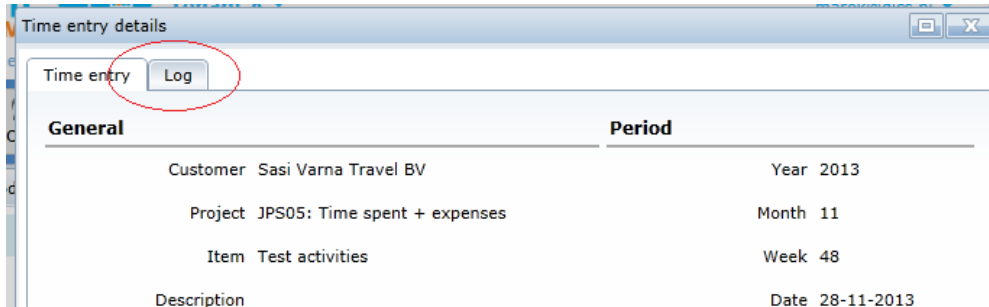 Time entry details
Time entry Log
General Period
Customer Sasi Varna Travel BV Year 2013
Project JPS05: Time spent + expenses Month 11
Item Test activities Week 48
Description Date 28-11-2013